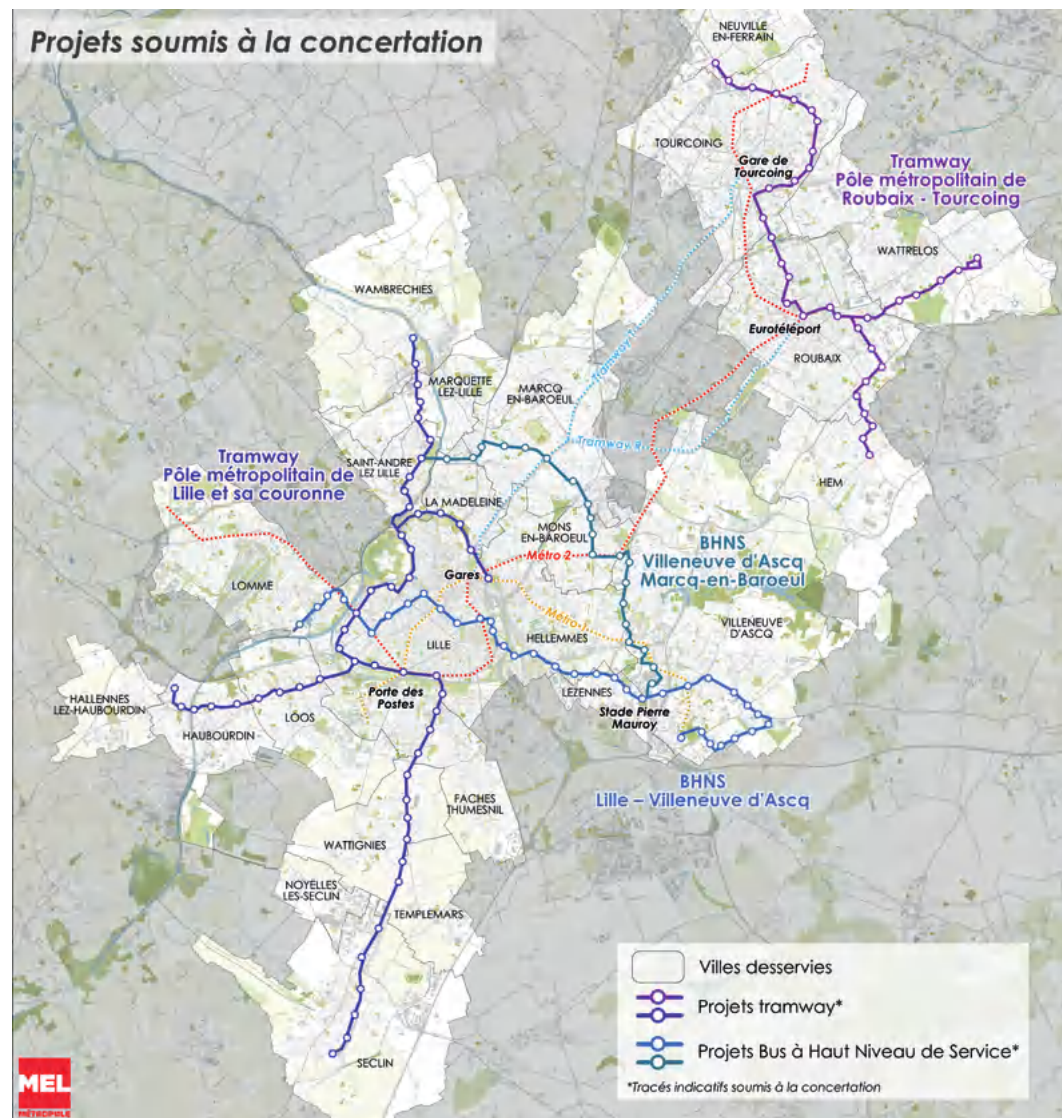 Projets soumis à la concertation
NEUVILLE
EN-FERRAIN
TOURCOING
Gare de
Tourcoing
Tramway
Pôle métropolitain de
Roubaix - Tourcoing
WATTRELOS
WAMBRECHIES
Eurotéléport
ROUBAIX
Tramway T
MARQUETTE
LEZ-LILLE
MARCQ
EN-BAROEUL
Tramway R
Tramway
Pôle métropolitain de
Lille et sa couronne
SAINT-ANDRE
LEZ LILLE
HEM
LA MADELEINE
MONS
EN-BAROEUL
Métro 2
BHNS
Villeneuve d'Ascq
Marcq-en-Baroeul
LOMME
Gares
Métro 1
VILLENEUVE
D'ASCQ
LILLE
HELLEMMES
HALLENNES
LEZ-HAUBOURDIN
HAUBOURDIN
LOOS
Porte des
Postes
LEZENNES
Stade Pierre
Mauroy
BHNS
Lille – Villeneuve d'Ascq
FACHES
THUMESNIL
WATTIGNIES
NOYELLES
LES-SECLIN
TEMPLEMARS
SECLIN
Villes desservies
Projets tramway*
Projets Bus à Haut Niveau de Service*
*Tracés indicatifs soumis à la concertation
MEL
MÉTROPOLE